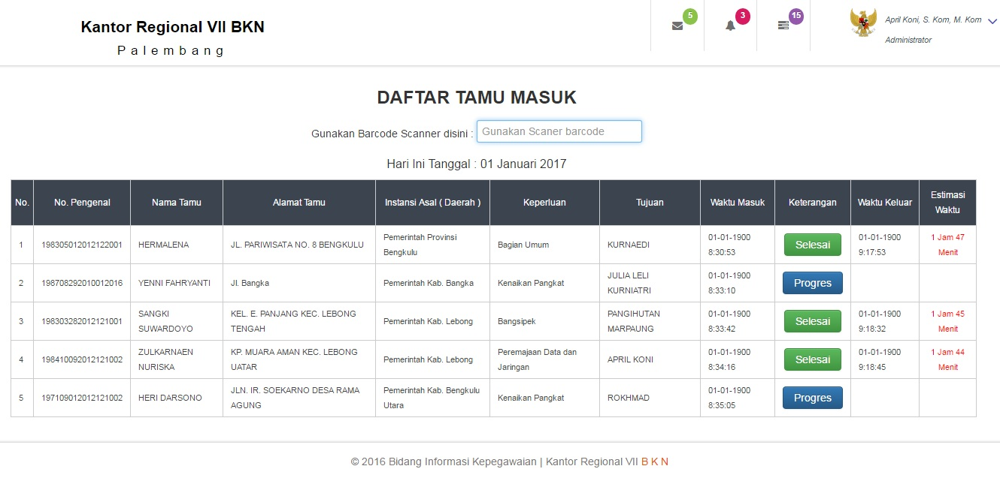 Kantor Regional VII BKN
Palembang
5
3
15
April Koni, S. Kom, M. Kom
Administrator
DAFTAR TAMU MASUK
Gunakan Barcode Scanner disini : Gunakan Scaner barcode
Hari Ini Tanggal : 01 Januari 2017
No. No. Pengenal Nama Tamu Alamat Tamu Instansi Asal ( Daerah ) Keperluan Tujuan Waktu Masuk Keterangan Waktu Keluar Estimasi Waktu
1 198305012012122001 HERMALENA JL. PARIWISATA NO. 8 BENGKULU Pemerintah Provinsi Bengkulu Bagian Umum KURNAEDI 01-01-1900 8:30:53 Selesai 01-01-1900 9:17:53 1 Jam 47 Menit
2 198708292010012016 YENNI FAHRYANTI Jl. Bangka Pemerintah Kab. Bangka Kenaikan Pangkat JULIA LELI KURNIATRI 01-01-1900 8:33:10 Progres
3 198303282012121001 SANGKI SUWARDOYO KEL. E. PANJANG KEC. LEBONG TENGAH Pemerintah Kab. Lebong Bangsipek PANGIHUTAN MARPAUNG 01-01-1900 8:33:42 Selesai 01-01-1900 9:18:32 1 Jam 45 Menit
4 198410092012121002 ZULKARNAEN NURISKA KP. MUARA AMAN KEC. LEBONG UATAR Pemerintah Kab. Lebong Peremajaan Data dan Jaringan APRIL KONI 01-01-1900 8:34:16 Selesai 01-01-1900 9:18:45 1 Jam 44 Menit
5 197109012012121002 HERI DARSONO JLN. IR. SOEKARNO DESA RAMA AGUNG Pemerintah Kab. Bengkulu Utara Kenaikan Pangkat ROKHMAD 01-01-1900 8:35:05 Progres
© 2016 Bidang Informasi Kepegawaian | Kantor Regional VII B K N